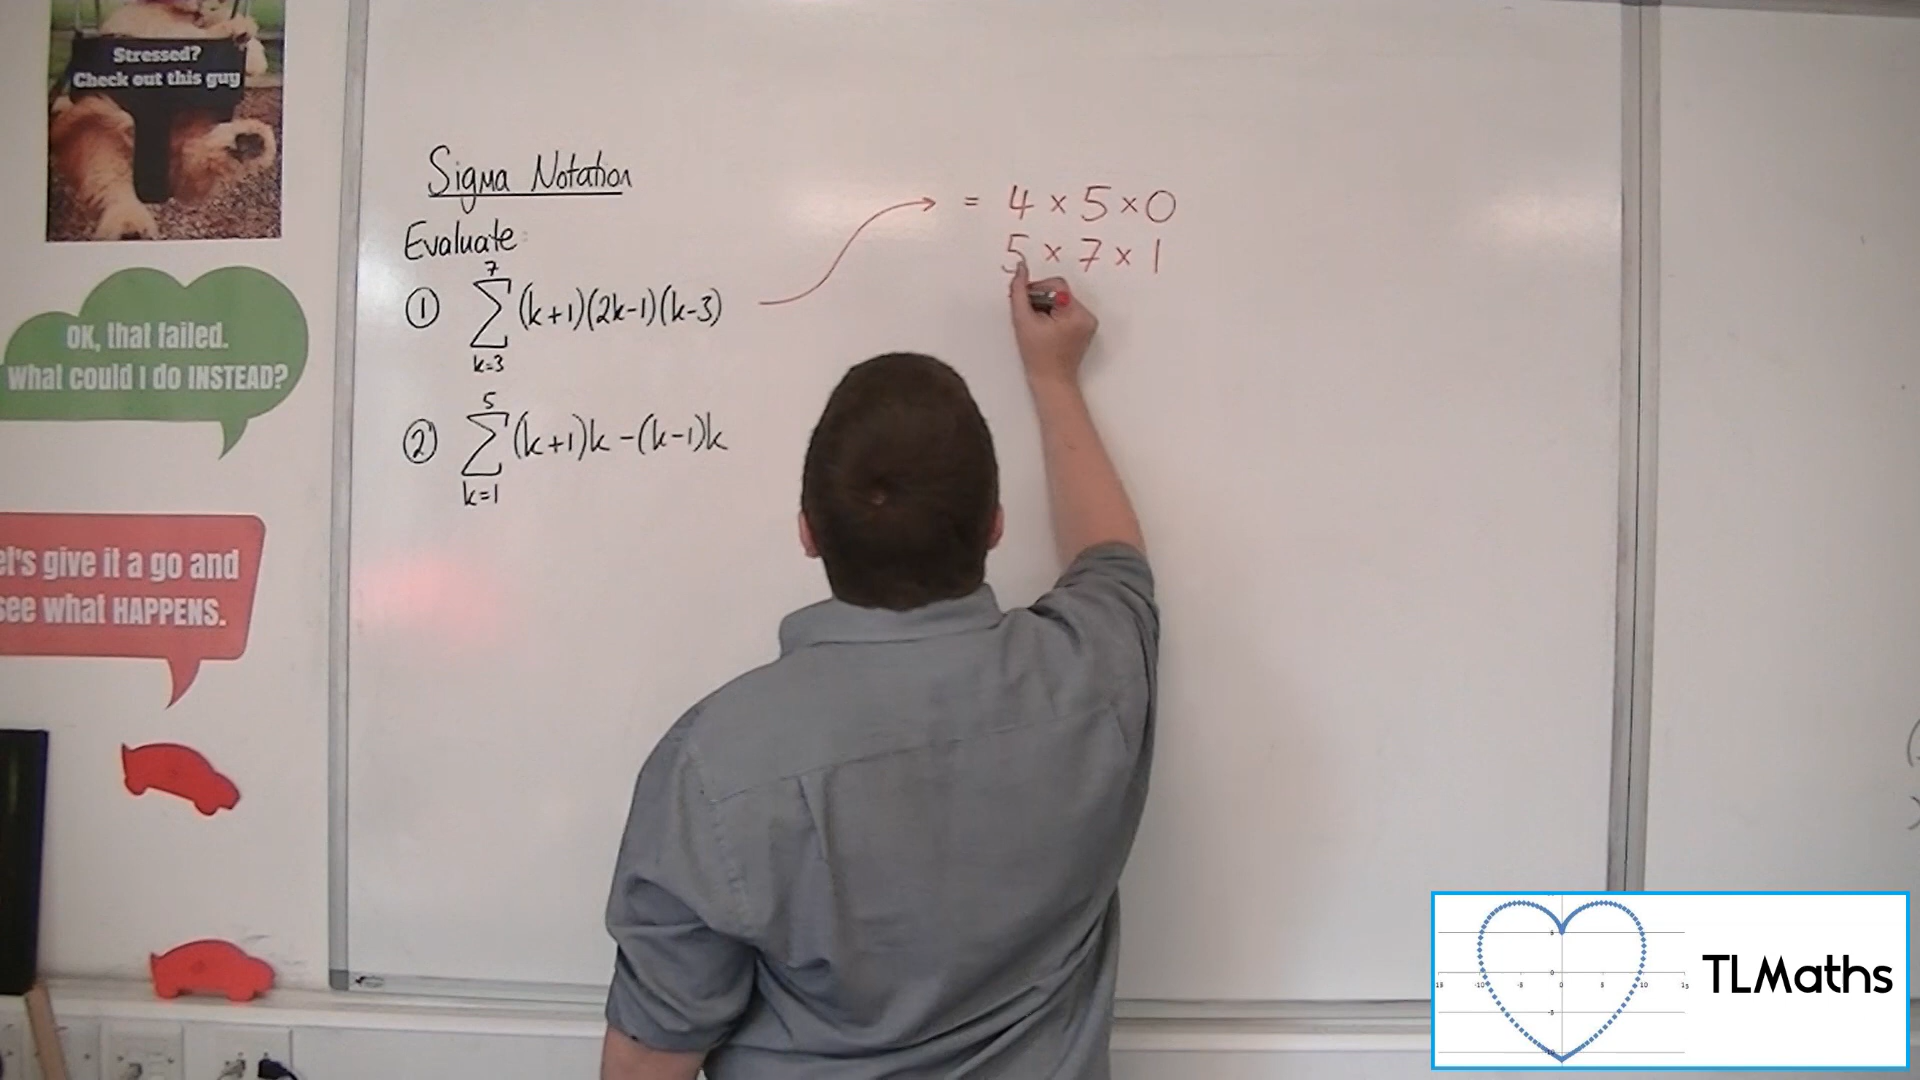 Stressed?
Check out this guy
OK, that failed.
What could I do INSTEAD?
et's give it a go and
see what HAPPENS.
Sigma Notation
Evaluate:
7
① ∑ (k+1)(2k-1)(k-3)
k=3
5
② ∑ (k+1)k - (k-1)k
k=1
= 4 × 5 × 0
5 × 7 × 1
TLMaths